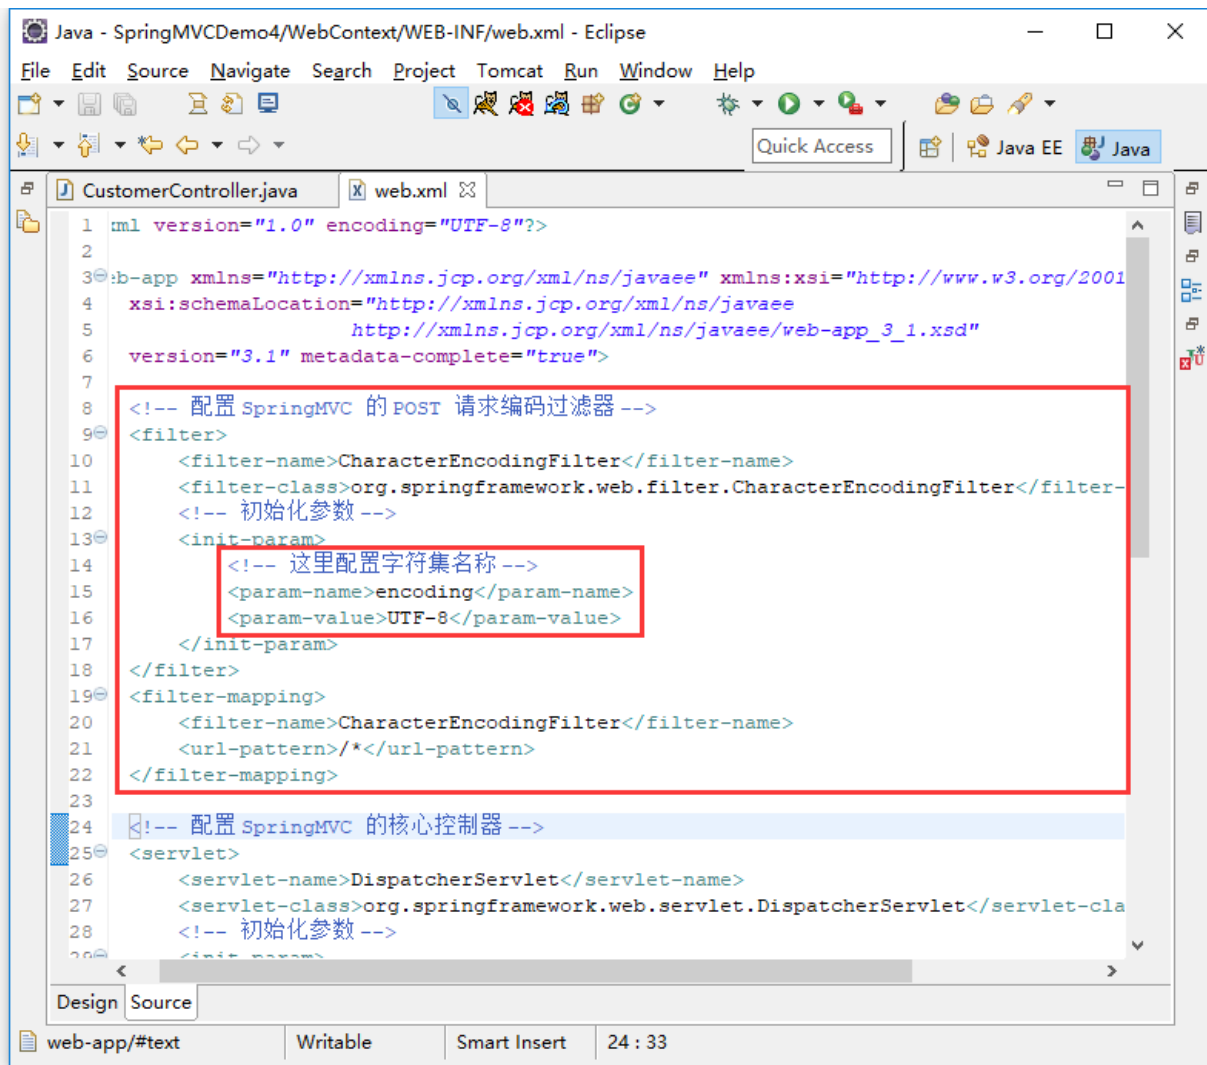 Java - SpringMVCDemo4/WebContext/WEB-INF/web.xml - Eclipse
File Edit Source Navigate Search Project Tomcat Run Window Help
Quick Access Java EE Java
CustomerController.java web.xml
1 xml version="1.0" encoding="UTF-8"?>
2
3 eb-app xmlns="http://xmlns.jcp.org/xml/ns/javaee" xmlns:xsi="http://www.w3.org/2001
4 xsi:schemaLocation="http://xmlns.jcp.org/xml/ns/javaee
5 http://xmlns.jcp.org/xml/ns/javaee/web-app_3_1.xsd"
6 version="3.1" metadata-complete="true">
7
8 <!-- 配置 SpringMVC 的 POST 请求编码过滤器 -->
9 <filter>
10 <filter-name>CharacterEncodingFilter</filter-name>
11 <filter-class>org.springframework.web.filter.CharacterEncodingFilter</filter-
12 <!-- 初始化参数 -->
13 <init-param>
14 <!-- 这里配置字符集名称 -->
15 <param-name>encoding</param-name>
16 <param-value>UTF-8</param-value>
17 </init-param>
18 </filter>
19 <filter-mapping>
20 <filter-name>CharacterEncodingFilter</filter-name>
21 <url-pattern>/*</url-pattern>
22 </filter-mapping>
23
24 <!-- 配置 SpringMVC 的核心控制器 -->
25 <servlet>
26 <servlet-name>DispatcherServlet</servlet-name>
27 <servlet-class>org.springframework.web.servlet.DispatcherServlet</servlet-cla
28 <!-- 初始化参数 -->
29 <init-param>
Design Source
web-app/#text Writable Smart Insert 24 : 33